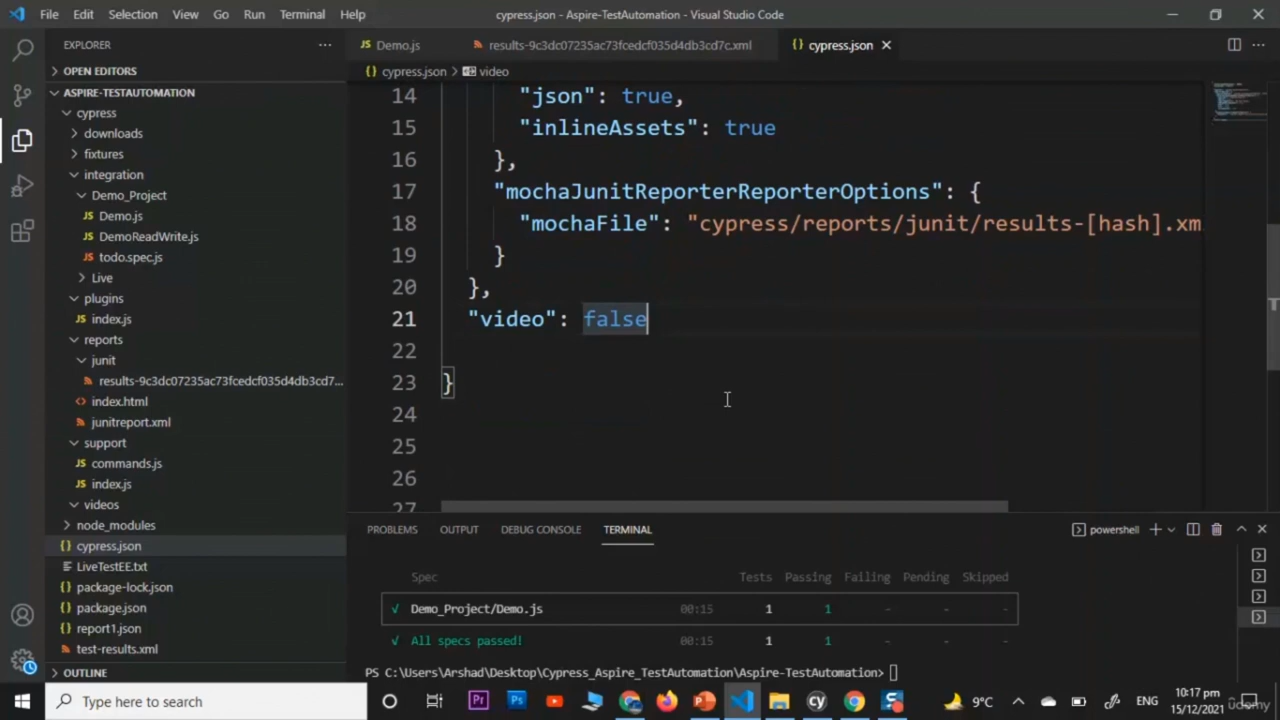 File Edit Selection View Go Run Terminal Help
cypress.json - Aspire-TestAutomation - Visual Studio Code
EXPLORER
Demo.js
results-9c3dc07235ac73fcedcf035d4db3cd7c.xml
cypress.json
OPEN EDITORS
cypress.json > video
ASPIRE-TESTAUTOMATION
cypress
downloads
fixtures
integration
Demo_Project
Demo.js
DemoReadWrite.js
todo.spec.js
Live
plugins
index.js
reports
junit
results-9c3dc07235ac73fcedcf035d4db3cd7...
index.html
junitreport.xml
support
commands.js
index.js
videos
node_modules
cypress.json
LiveTestEE.txt
package-lock.json
package.json
report1.json
test-results.xml
OUTLINE
14 "json": true,
15 "inlineAssets": true
16 },
17 "mochaJunitReporterReporterOptions": {
18 "mochaFile": "cypress/reports/junit/results-[hash].xm
19 }
20 },
21 "video": false
22
23 }
24
25
26
27
PROBLEMS OUTPUT DEBUG CONSOLE TERMINAL
powershell
Spec Tests Passing Failing Pending Skipped
√ Demo_Project/Demo.js 00:15 1 1 - - -
√ All specs passed! 00:15 1 1 - - -
PS C:\Users\Arshad\Desktop\Cypress_Aspire_TestAutomation\Aspire-TestAutomation>
Type here to search
Pr
Ps
cy
9°C
ENG
10:17 pm
15/12/2021
udemy